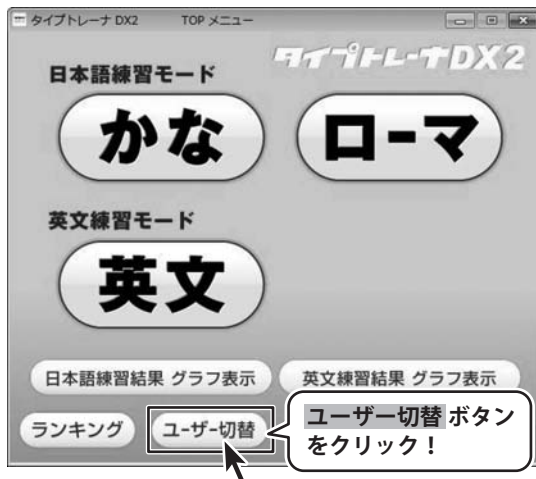 タイプトレーナ DX2 TOP メニュー
タイプトレーナDX2
日本語練習モード
かな
ローマ
英文練習モード
英文
日本語練習結果 グラフ表示
英文練習結果 グラフ表示
ランキング
ユーザー切替
ユーザー切替 ボタン
をクリック！